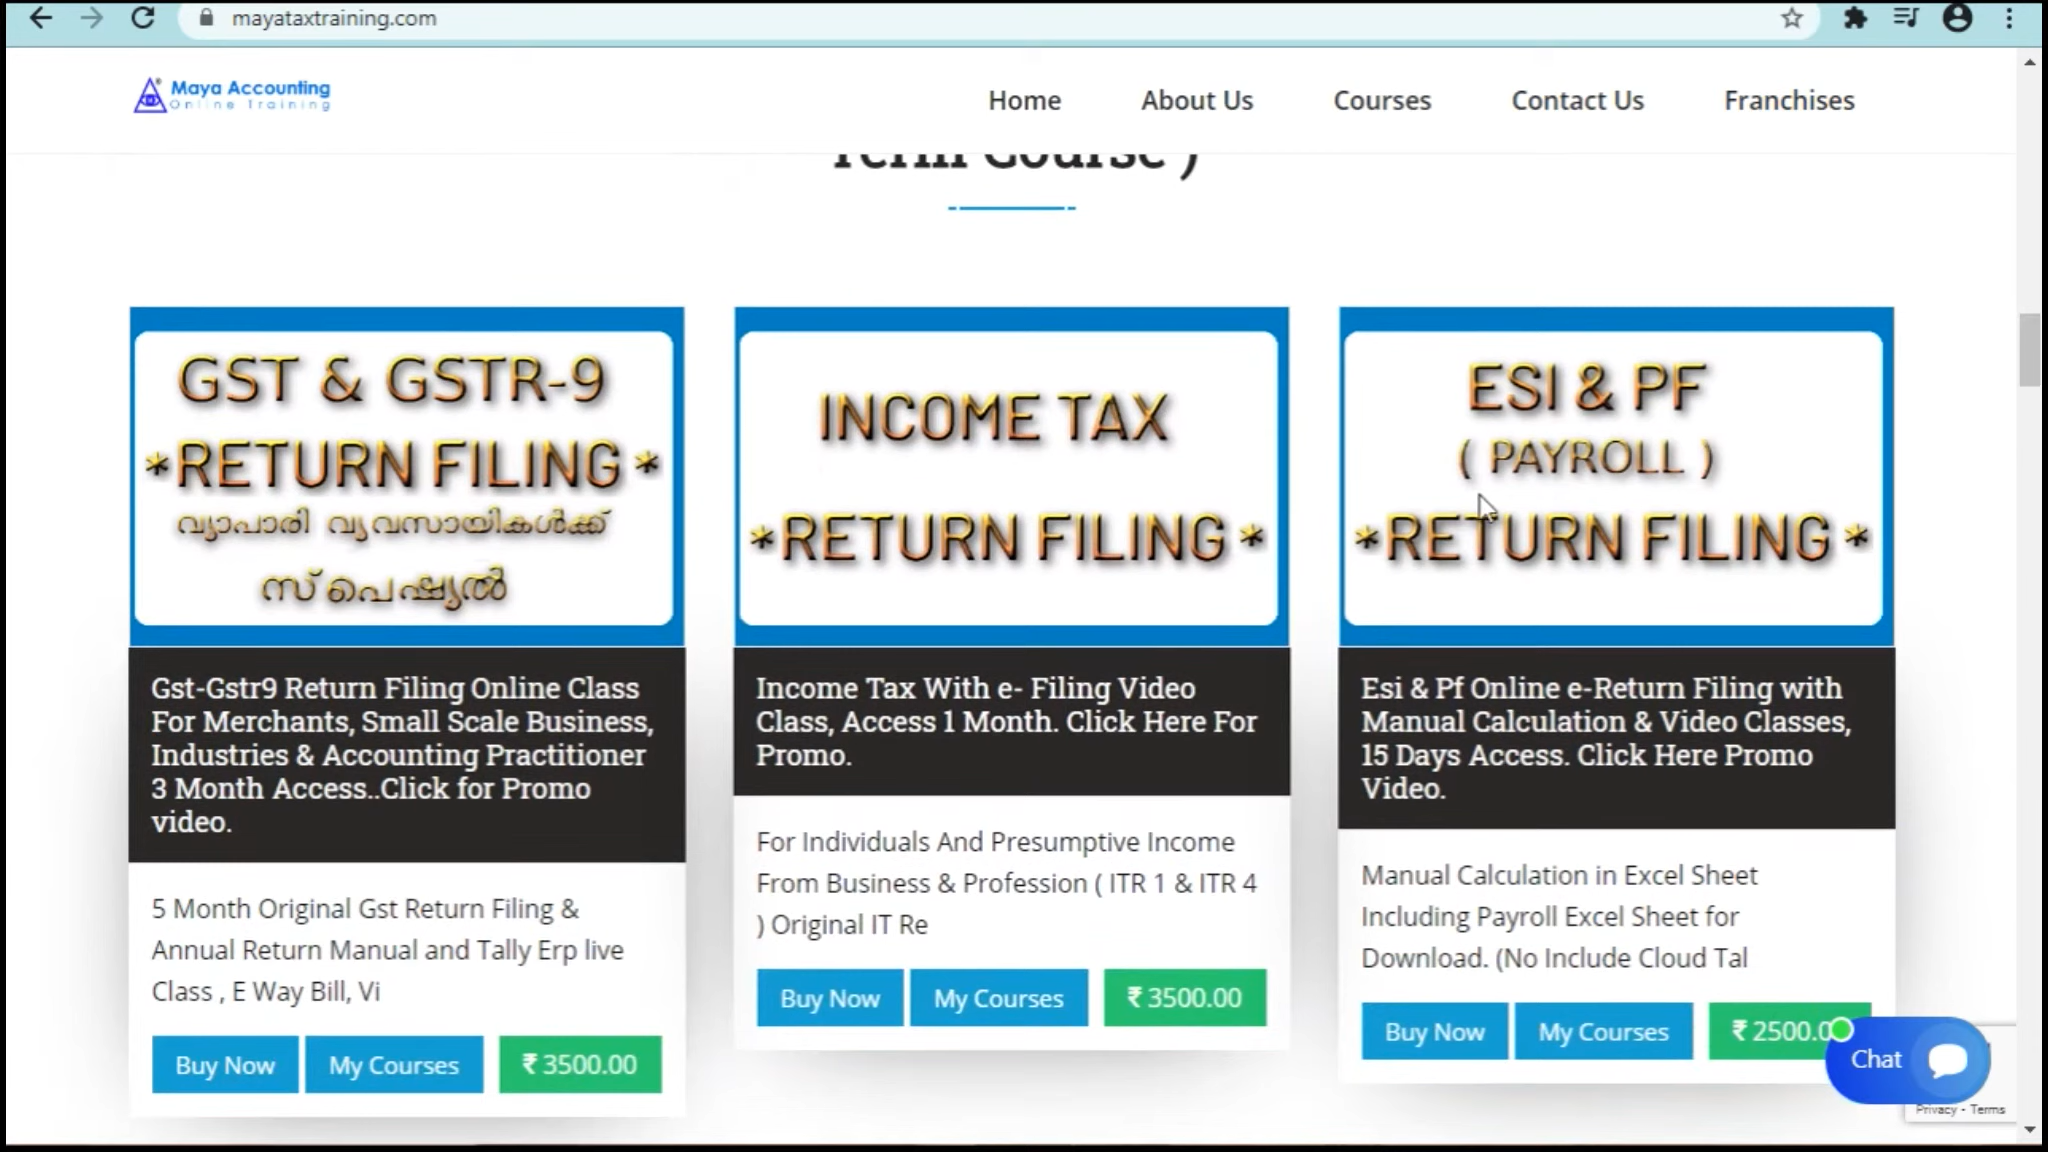 mayataxtraining.com
Maya Accounting
Online Training
Home About Us Courses Contact Us Franchises
Term Course )
GST & GSTR-9
*RETURN FILING*
വ്യാപാരി വ്യവസായികൾക്ക്
സ്പെഷ്യൽ
Gst-Gstr9 Return Filing Online Class
For Merchants, Small Scale Business,
Industries & Accounting Practitioner
3 Month Access..Click for Promo
video.
5 Month Original Gst Return Filing &
Annual Return Manual and Tally Erp live
Class , E Way Bill, Vi
Buy Now My Courses ₹ 3500.00
INCOME TAX
*RETURN FILING*
Income Tax With e- Filing Video
Class, Access 1 Month. Click Here For
Promo.
For Individuals And Presumptive Income
From Business & Profession ( ITR 1 & ITR 4
) Original IT Re
Buy Now My Courses ₹ 3500.00
ESI & PF
( PAYROLL )
*RETURN FILING*
Esi & Pf Online e-Return Filing with
Manual Calculation & Video Classes,
15 Days Access. Click Here Promo
Video.
Manual Calculation in Excel Sheet
Including Payroll Excel Sheet for
Download. (No Include Cloud Tal
Buy Now My Courses ₹ 2500.0
Chat
Privacy - Terms